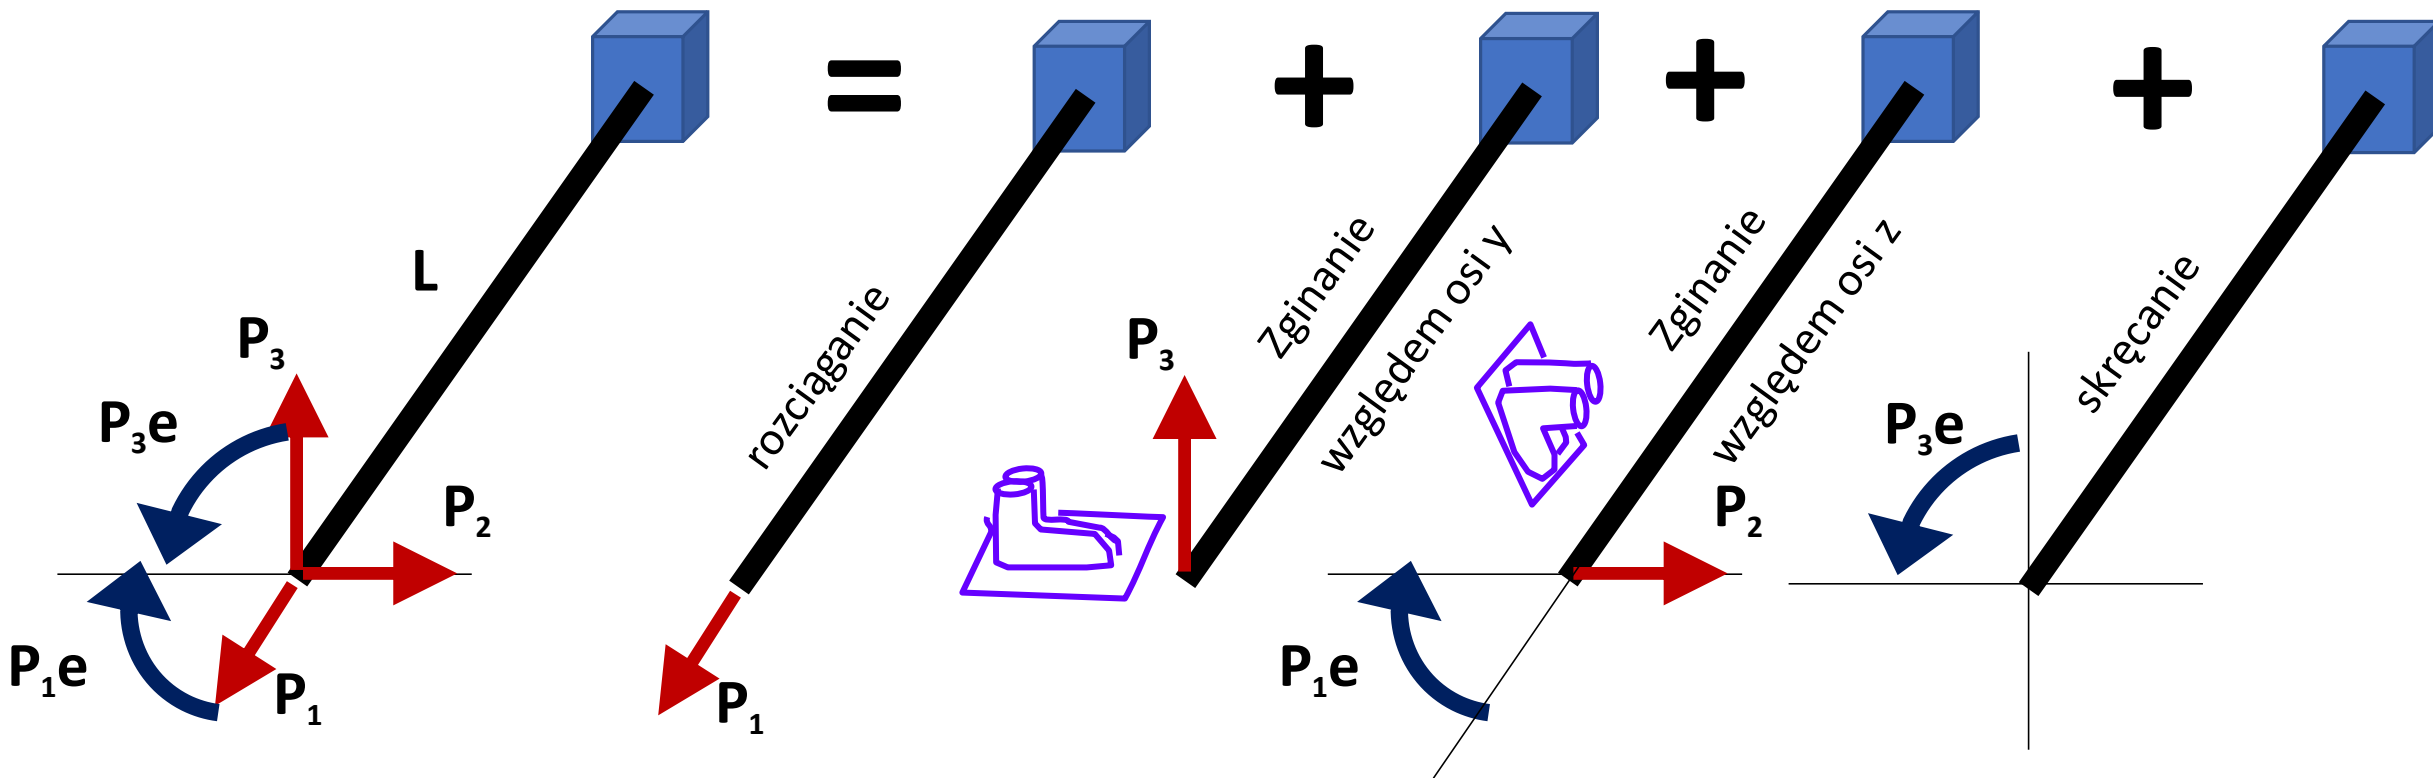 L
P₃
P₃e
P₂
P₁e
P₁
=
rozciąganie
P₁
+
Zginanie
względem osi y
P₃
+
Zginanie
względem osi z
P₂
P₁e
+
skręcanie
P₃e